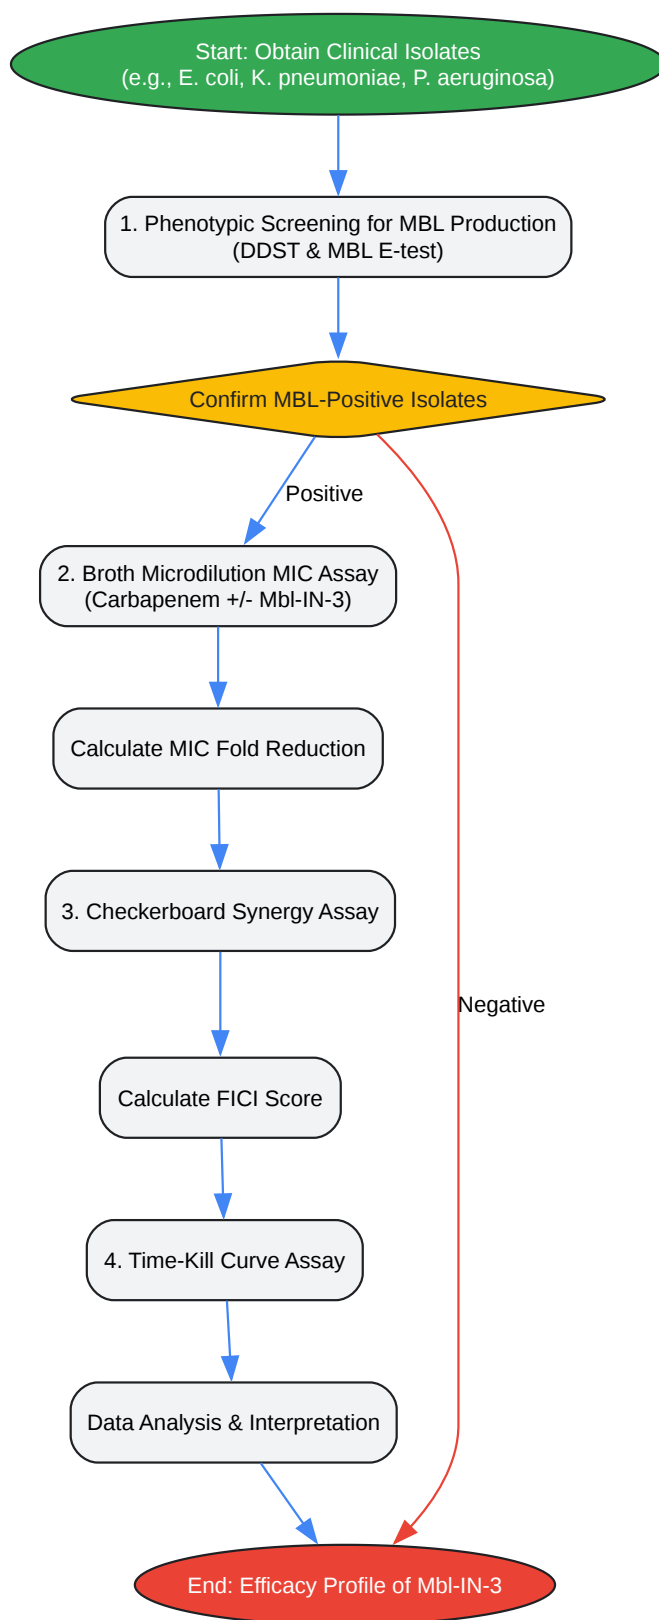 Start: Obtain Clinical Isolates
(e.g., E. coli, K. pneumoniae, P. aeruginosa)
1. Phenotypic Screening for MBL Production
(DDST & MBL E-test)
Confirm MBL-Positive Isolates
Positive
2. Broth Microdilution MIC Assay
(Carbapenem +/- Mbl-IN-3)
Calculate MIC Fold Reduction
3. Checkerboard Synergy Assay
Negative
Calculate FICI Score
4. Time-Kill Curve Assay
Data Analysis & Interpretation
End: Efficacy Profile of Mbl-IN-3